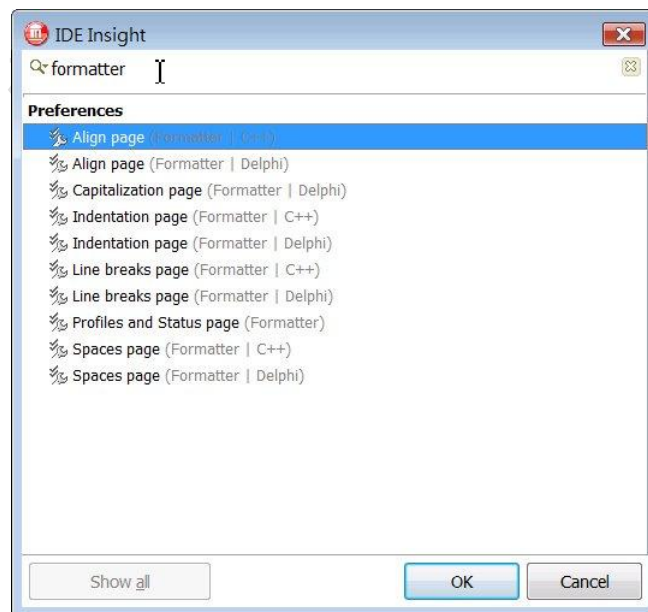 IDE Insight
formatter
Preferences
Align page (Formatter | C++)
Align page (Formatter | Delphi)
Capitalization page (Formatter | Delphi)
Indentation page (Formatter | C++)
Indentation page (Formatter | Delphi)
Line breaks page (Formatter | C++)
Line breaks page (Formatter | Delphi)
Profiles and Status page (Formatter)
Spaces page (Formatter | C++)
Spaces page (Formatter | Delphi)
Show all OK Cancel